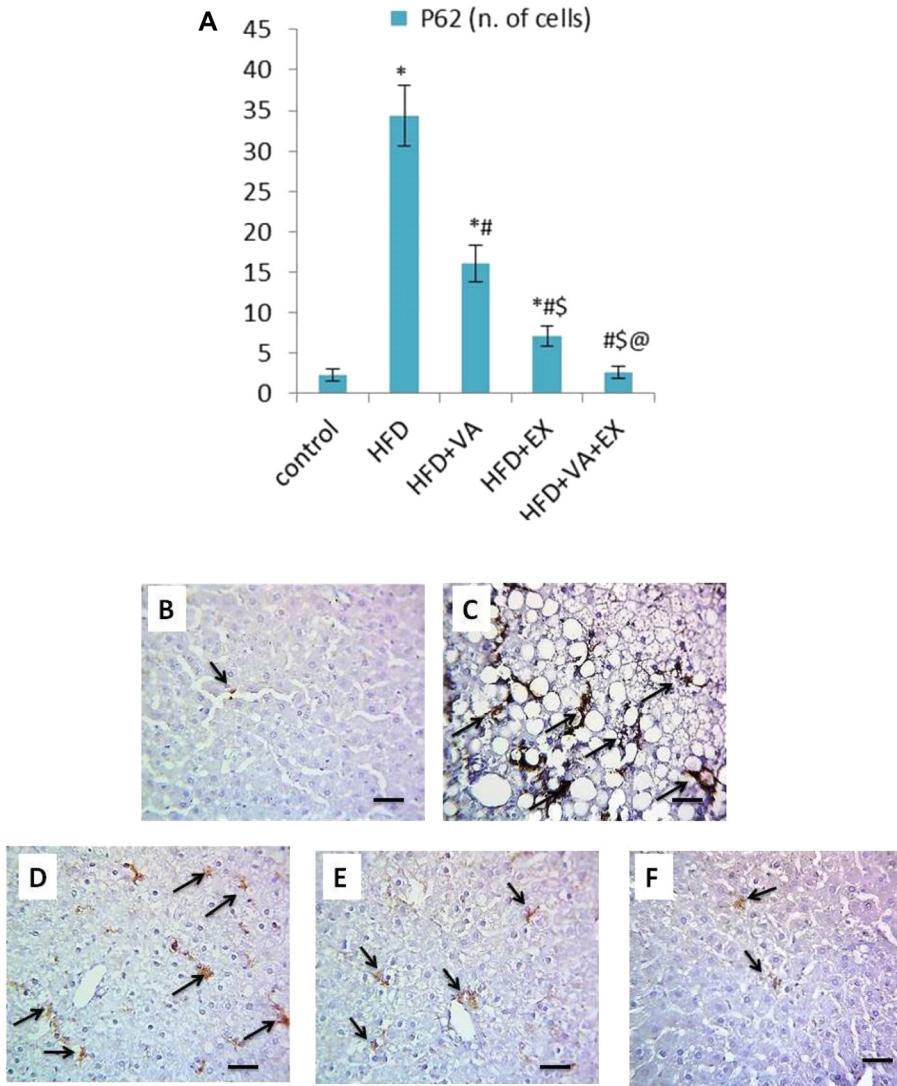 A
P62 (n. of cells)
45
40
35
30
25
20
15
10
5
0
*
*#
*#$
#$@
control
HFD
HFD+VA
HFD+EX
HFD+VA+EX
B
C
D
E
F